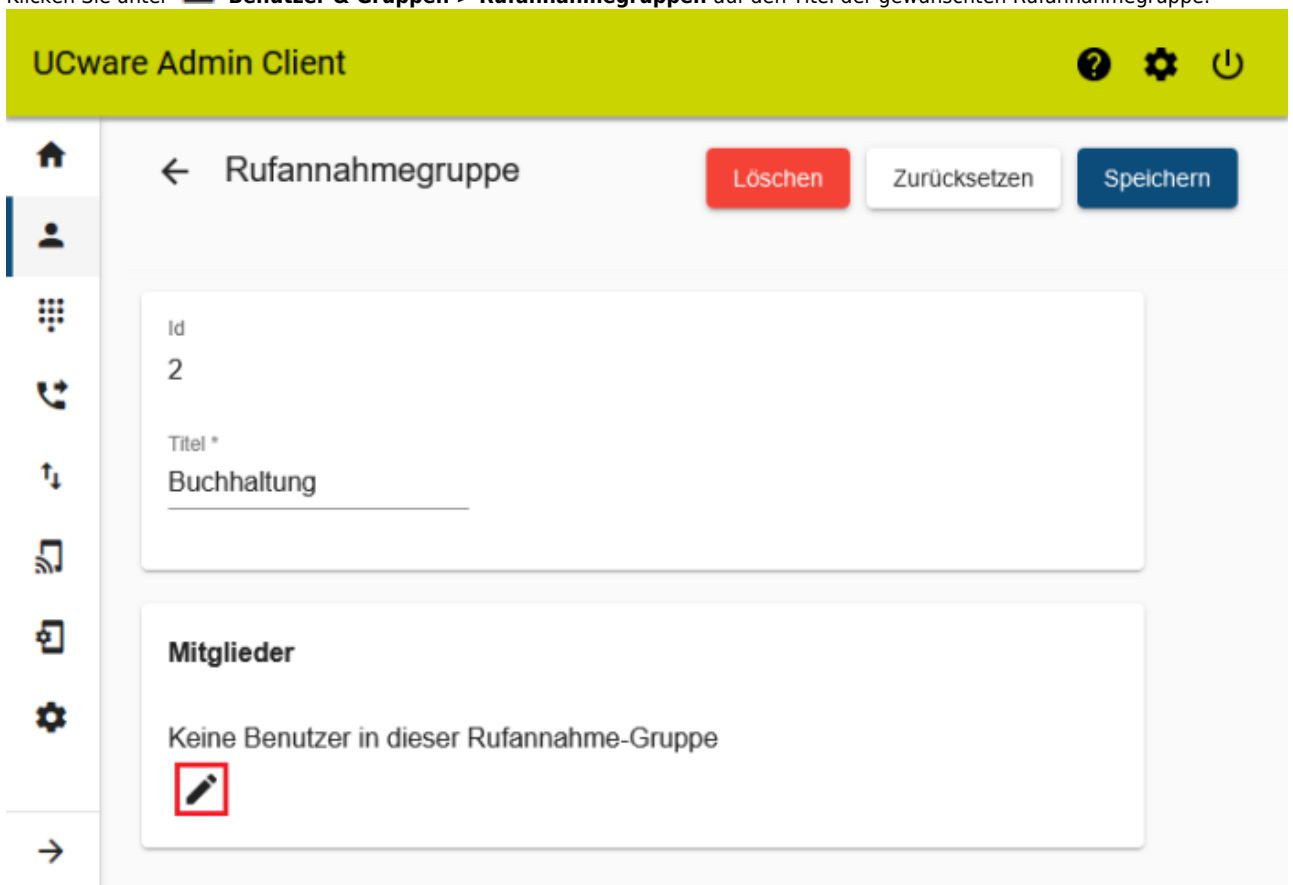 Klicken Sie unter Benutzer & Gruppen > Rufannahmegruppen auf den Titel der gewünschten Rufannahmegruppe.
UCware Admin Client
Rufannahmegruppe
Löschen
Zurücksetzen
Speichern
Id
2
Titel *
Buchhaltung
Mitglieder
Keine Benutzer in dieser Rufannahme-Gruppe